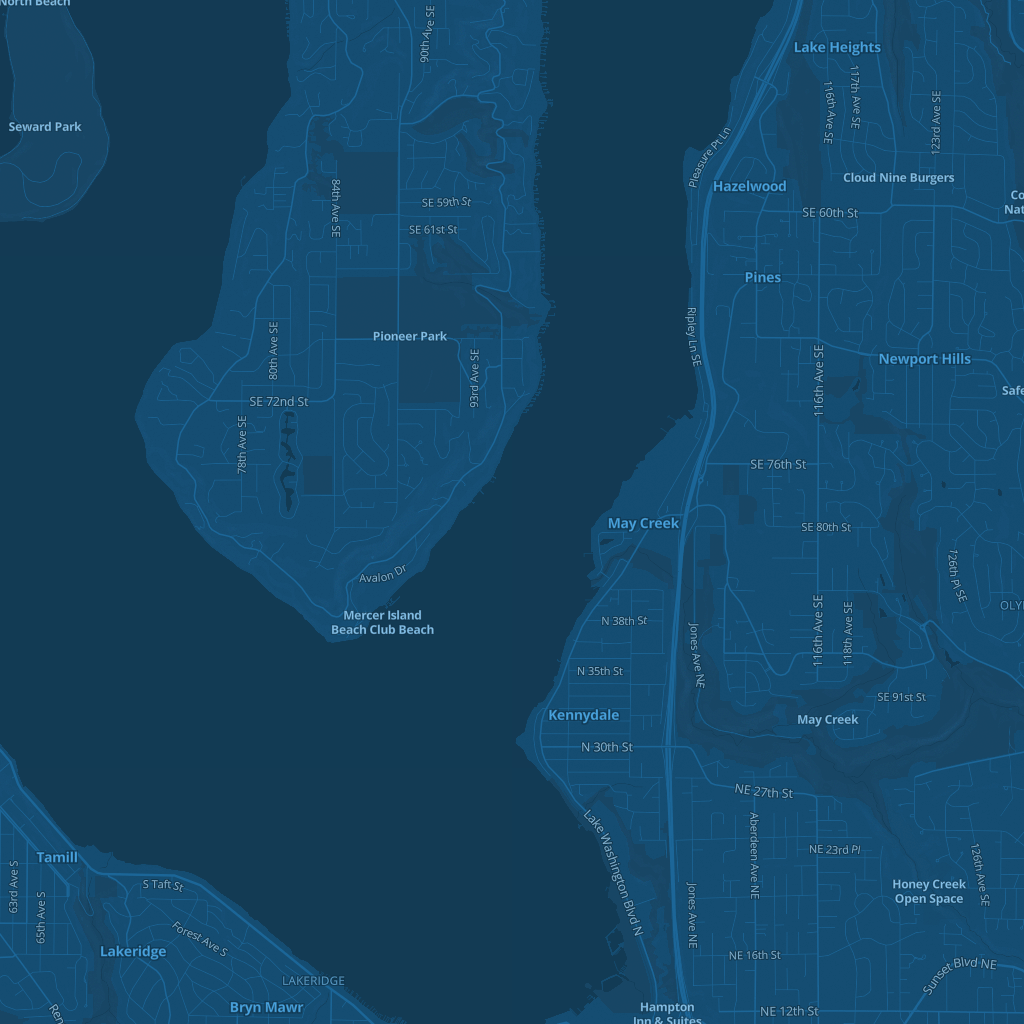 North Beach
90th Ave SE
Lake Heights
117th Ave SE
116th Ave SE
123rd Ave SE
Seward Park
Pleasure Pt Ln
Cloud Nine Burgers
Hazelwood
84th Ave SE
SE 59th St
SE 60th St
SE 61st St
Pines
Ripley Ln SE
80th Ave SE
Pioneer Park
93rd Ave SE
116th Ave SE
Newport Hills
SE 72nd St
78th Ave SE
SE 76th St
May Creek
SE 80th St
126th Pl SE
Avalon Dr
Mercer Island
Beach Club Beach
N 38th St
Jones Ave NE
116th Ave SE
118th Ave SE
N 35th St
SE 91st St
Kennydale
May Creek
N 30th St
NE 27th St
Lake Washington Blvd N
Aberdeen Ave NE
NE 23rd Pl
126th Ave SE
Tamill
63rd Ave S
65th Ave S
S Taft St
Honey Creek
Open Space
Jones Ave NE
Forest Ave S
Lakeridge
NE 16th St
Sunset Blvd NE
LAKERIDGE
Bryn Mawr
Hampton
Inn & Suites
NE 12th St